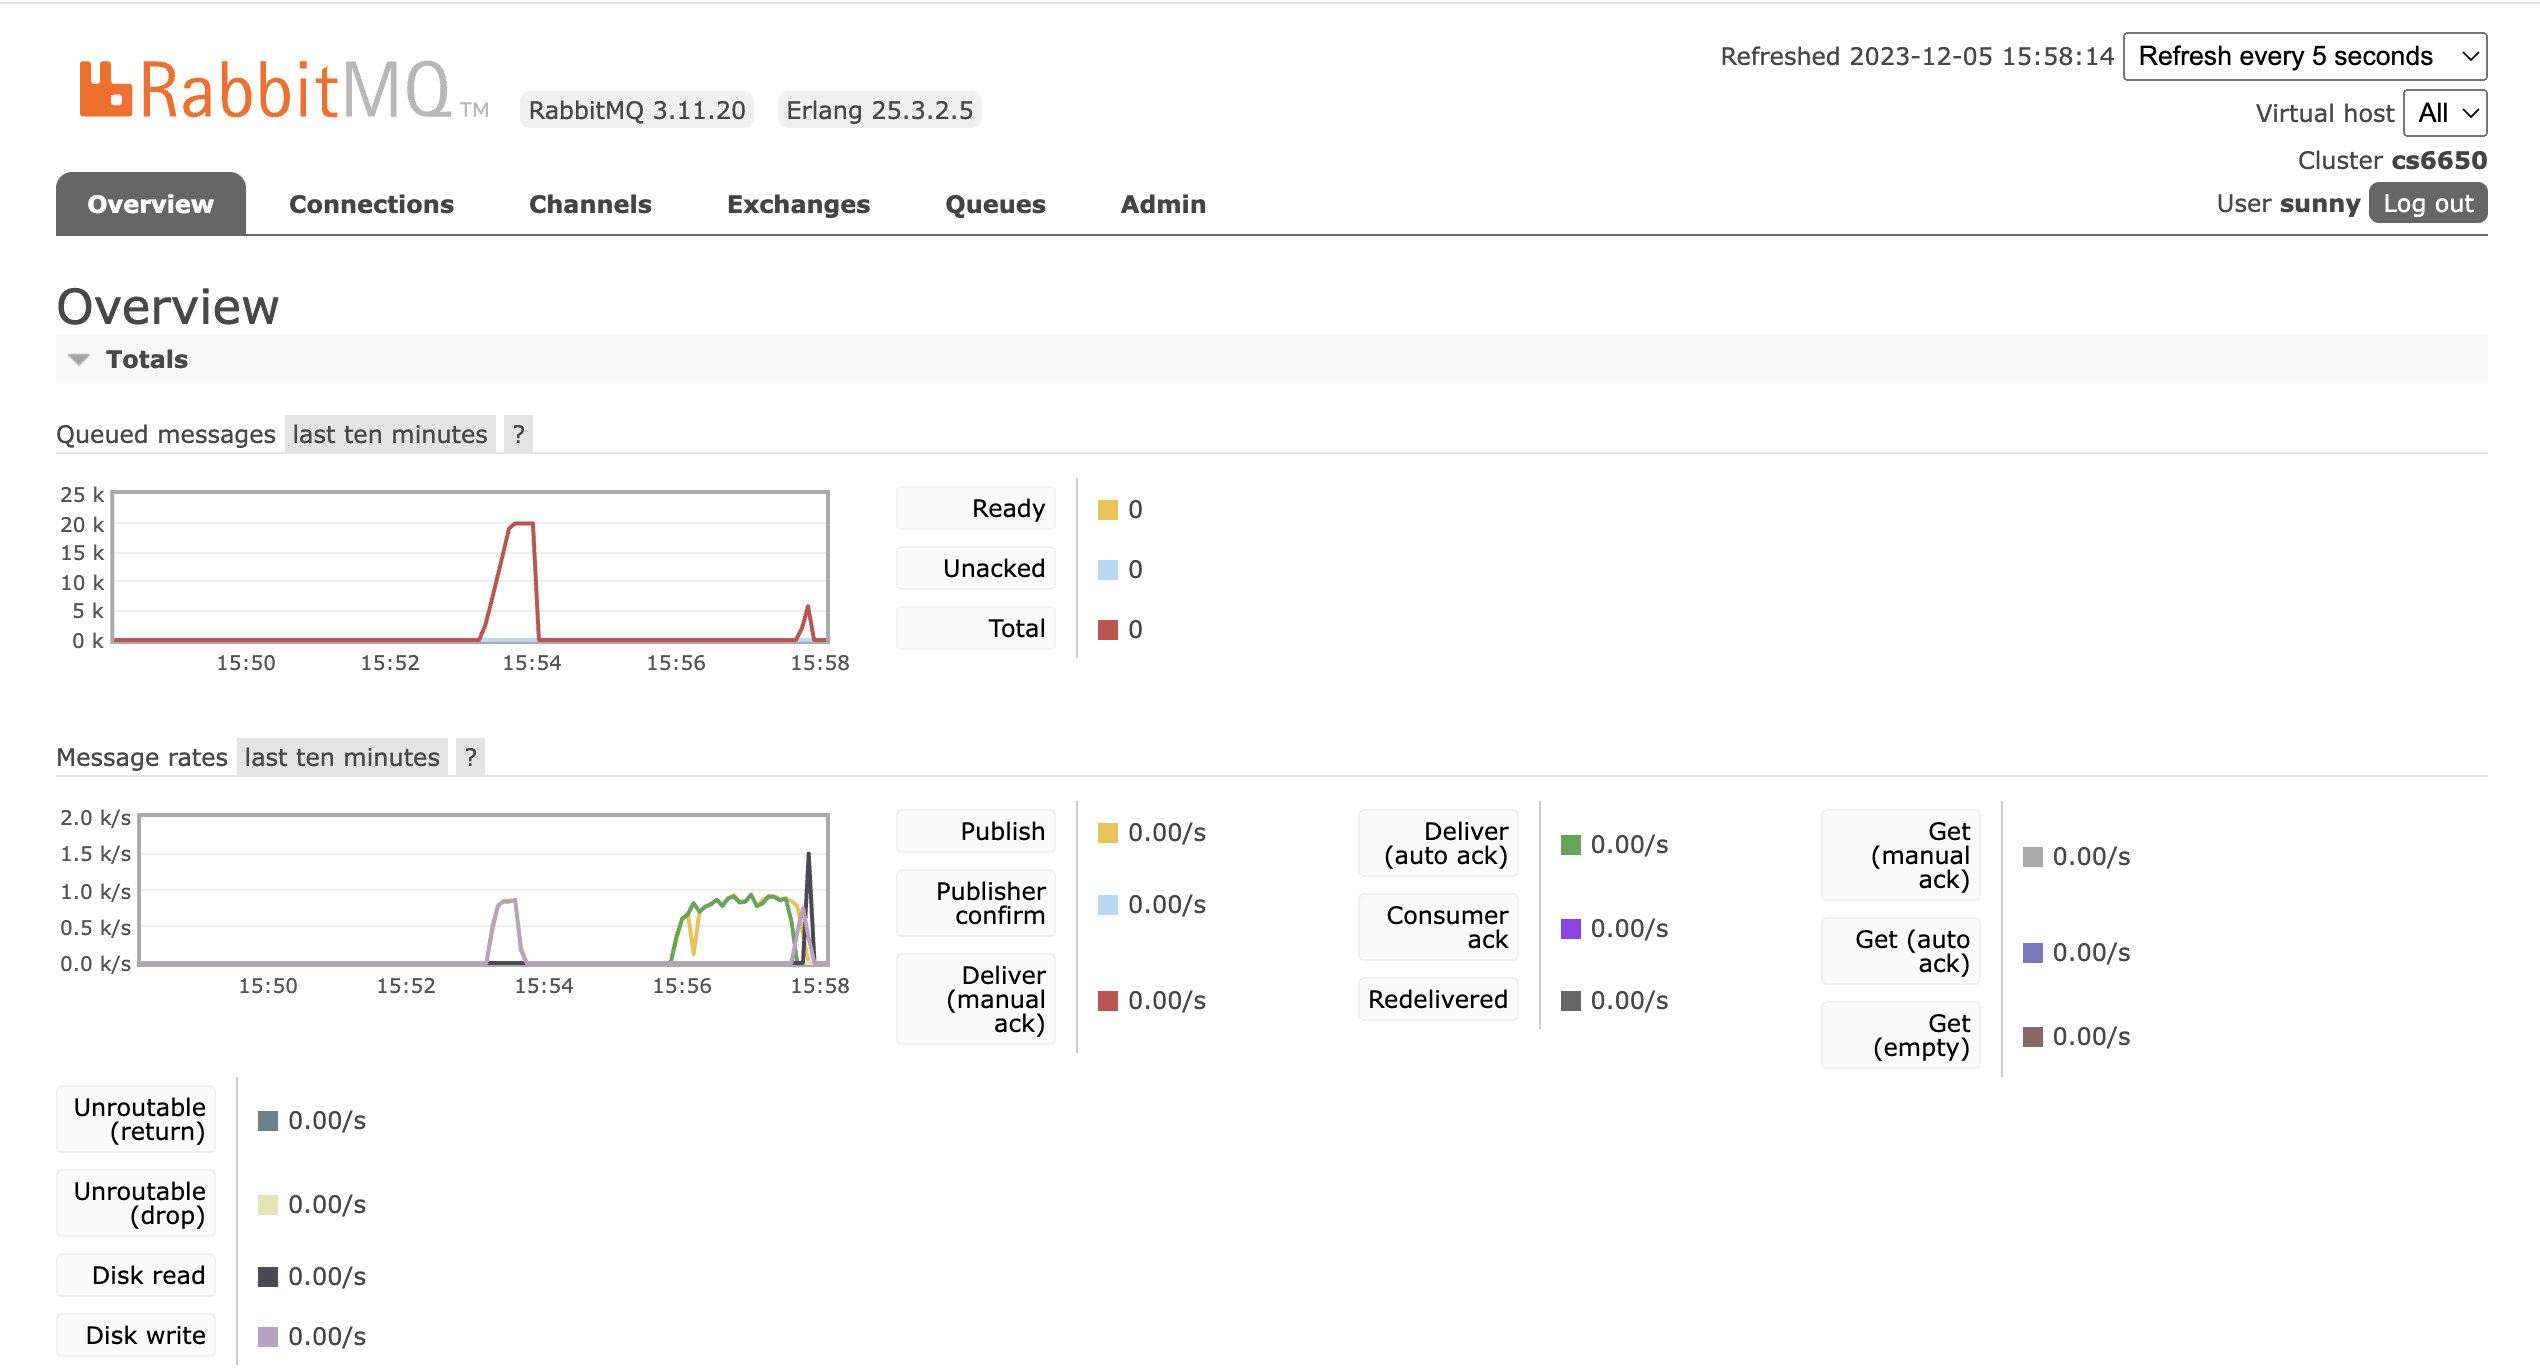 Refreshed 2023-12-05 15:58:14 Refresh every 5 seconds
RabbitMQ TM RabbitMQ 3.11.20 Erlang 25.3.2.5
Virtual host All
Cluster cs6650
Overview Connections Channels Exchanges Queues Admin
User sunny Log out
Overview
Totals
Queued messages last ten minutes ?
25 k
20 k
15 k
10 k
5 k
0 k
15:50 15:52 15:54 15:56 15:58
Ready 0
Unacked 0
Total 0
Message rates last ten minutes ?
2.0 k/s
1.5 k/s
1.0 k/s
0.5 k/s
0.0 k/s
15:50 15:52 15:54 15:56 15:58
Publish 0.00/s
Publisher
confirm 0.00/s
Deliver
(manual
ack) 0.00/s
Deliver
(auto ack) 0.00/s
Consumer
ack 0.00/s
Redelivered 0.00/s
Get
(manual
ack) 0.00/s
Get (auto
ack) 0.00/s
Get
(empty) 0.00/s
Unroutable
(return) 0.00/s
Unroutable
(drop) 0.00/s
Disk read 0.00/s
Disk write 0.00/s